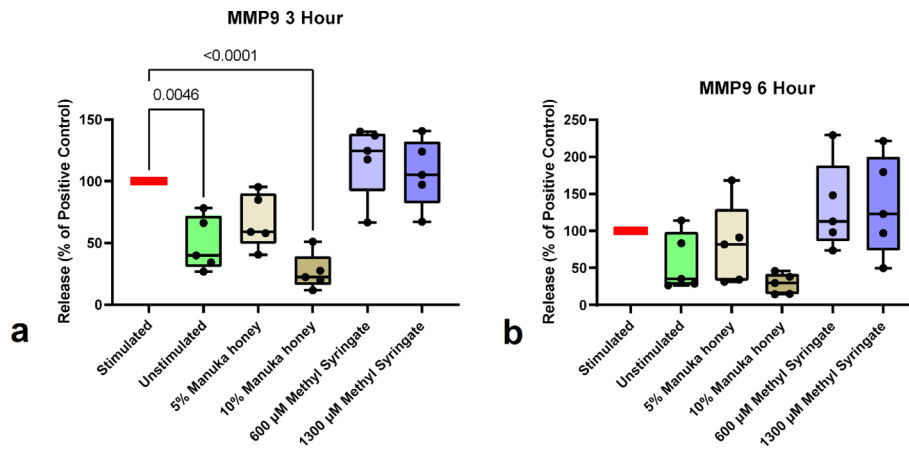 MMP9 3 Hour
<0.0001
0.0046
Release (% of Positive Control)
150
100
50
0
Stimulated
Unstimulated
5% Manuka honey
10% Manuka honey
600 µM Methyl Syringate
1300 µM Methyl Syringate
a
MMP9 6 Hour
Release (% of Positive Control)
250
200
150
100
50
0
Stimulated
Unstimulated
5% Manuka honey
10% Manuka honey
600 µM Methyl Syringate
1300 µM Methyl Syringate
b